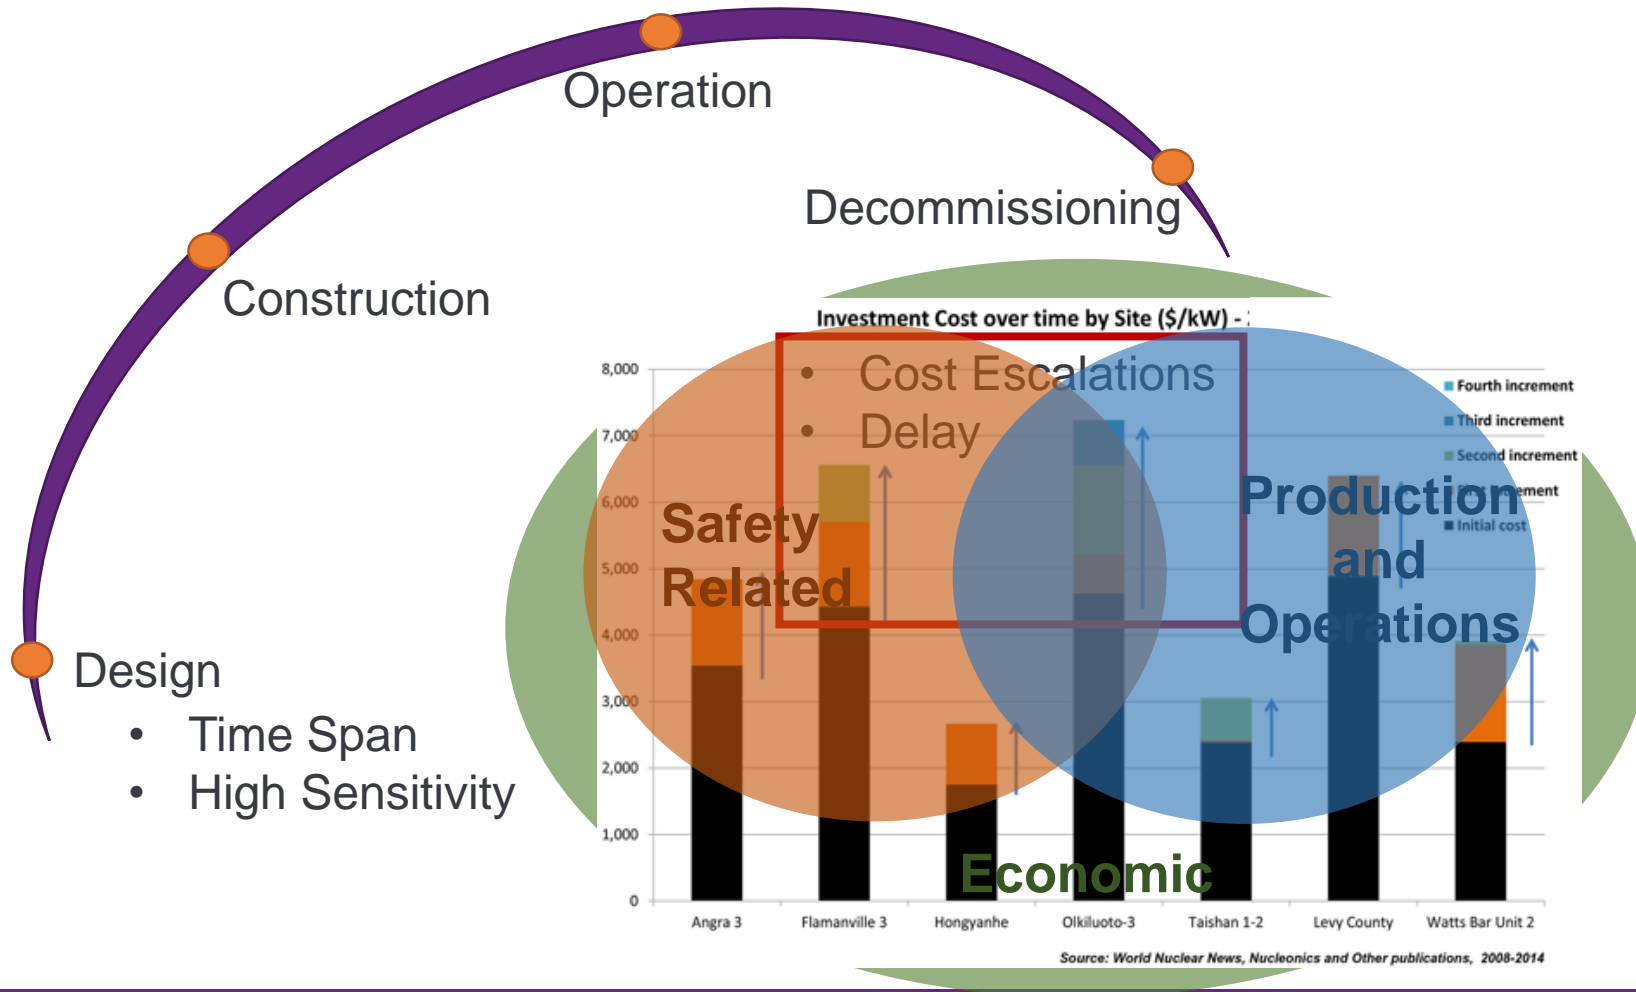 Operation
Decommissioning
Construction
Design
• Time Span
• High Sensitivity
Investment Cost over time by Site ($/kW) -
• Cost Escalations
• Delay
8,000
7,000
6,000
5,000
4,000
3,000
2,000
1,000
0
Fourth increment
Third increment
Second increment
First increment
Initial cost
Safety
Related
Production
and
Operations
Economic
Angra 3 Flamanville 3 Hongyanhe Olkiluoto-3 Taishan 1-2 Levy County Watts Bar Unit 2
Source: World Nuclear News, Nucleonics and Other publications, 2008-2014